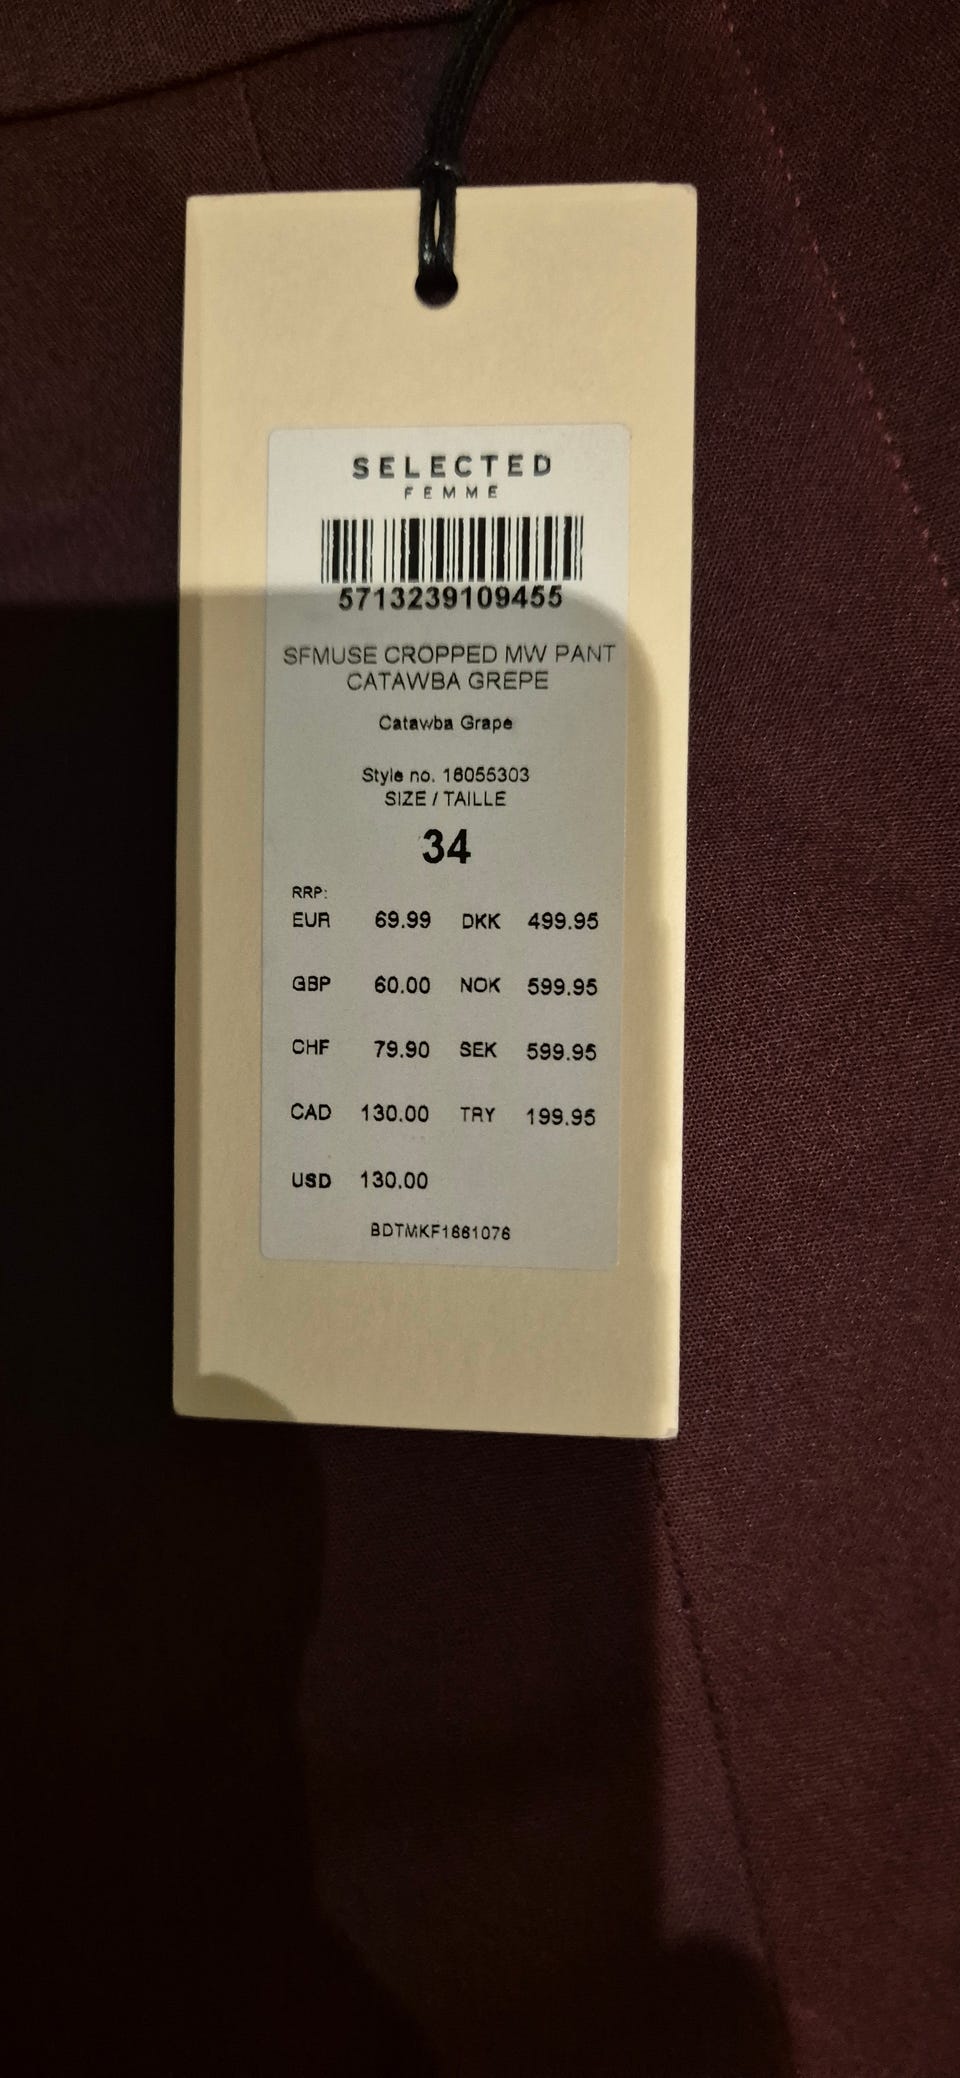 SELECTED
FEMME
5713239109455
SFMUSE CROPPED MW PANT
CATAWBA GREPE
Catawba Grape
Style no. 16055303
SIZE / TAILLE
34
RRP:
EUR 69.99 DKK 499.95
GBP 60.00 NOK 599.95
CHF 79.90 SEK 599.95
CAD 130.00 TRY 199.95
USD 130.00
BDTMKF1661076